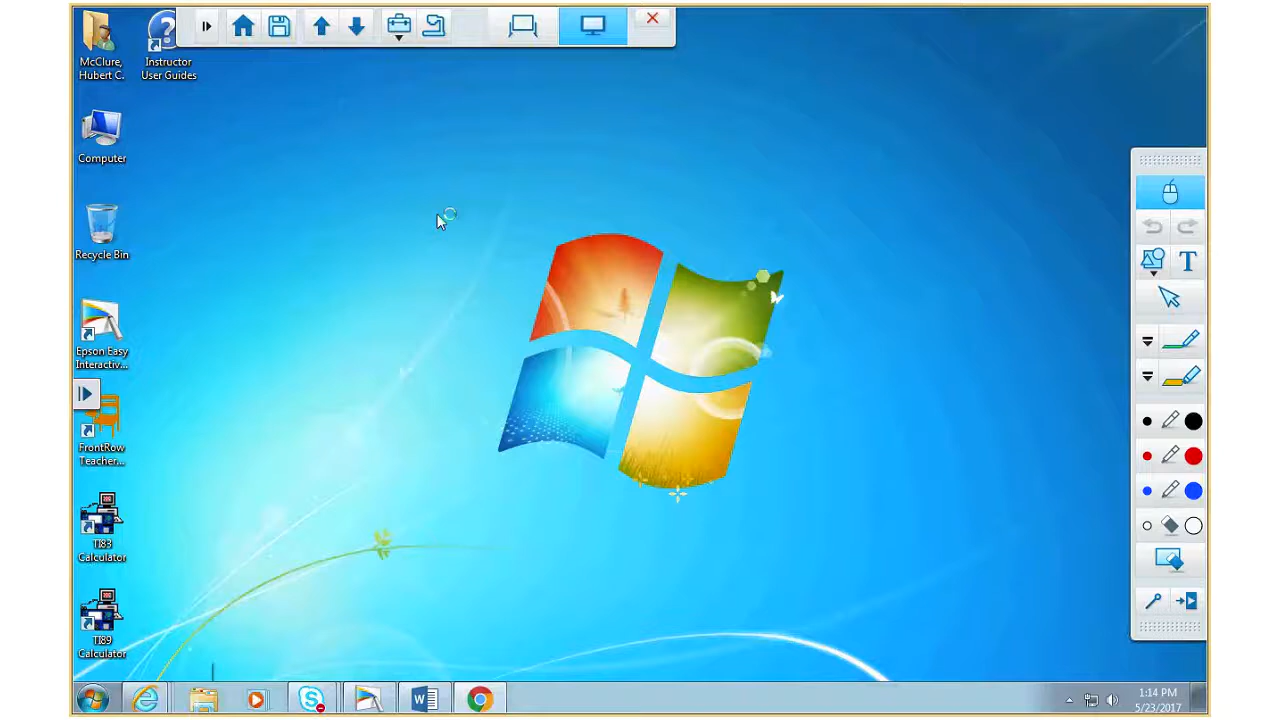 McClure,
Hubert C.
Instructor
User Guides
Computer
Recycle Bin
Epson Easy
Interactiv...
FrontRow
Teacher...
TI83
Calculator
TI89
Calculator
T
W
1:14 PM
5/23/2017